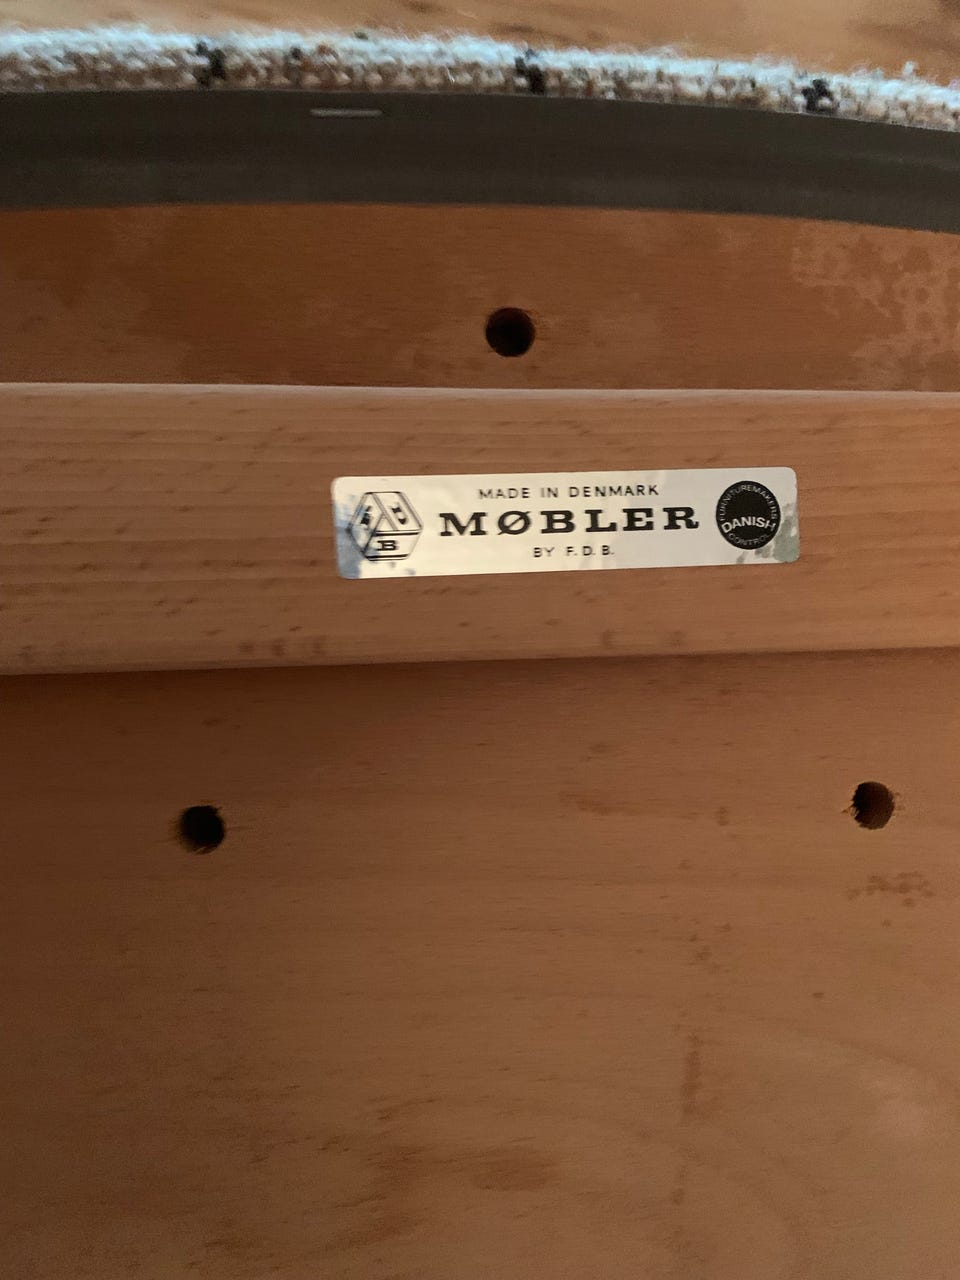 MADE IN DENMARK
MØBLER
BY F.D.B.
F D B
FURNITUREMAKERS
DANISH
CONTROL